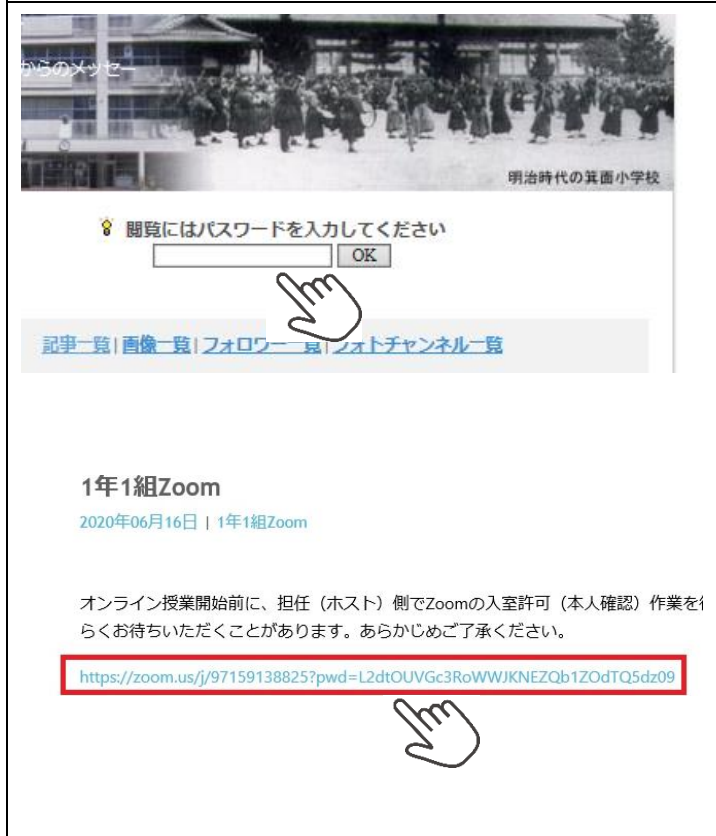 からのメッセー
明治時代の箕面小学校
閲覧にはパスワードを入力してください
OK
記事一覧|画像一覧|フォロワー一覧|フォトチャンネル一覧
1年1組Zoom
2020年06月16日 | 1年1組Zoom
オンライン授業開始前に、担任(ホスト)側でZoomの入室許可(本人確認)作業を
らくお待ちいただくことがあります。あらかじめご了承ください。
https://zoom.us/j/97159138825?pwd=L2dtOUVGc3RoWWJKNEZQb1ZOdTQ5dz09